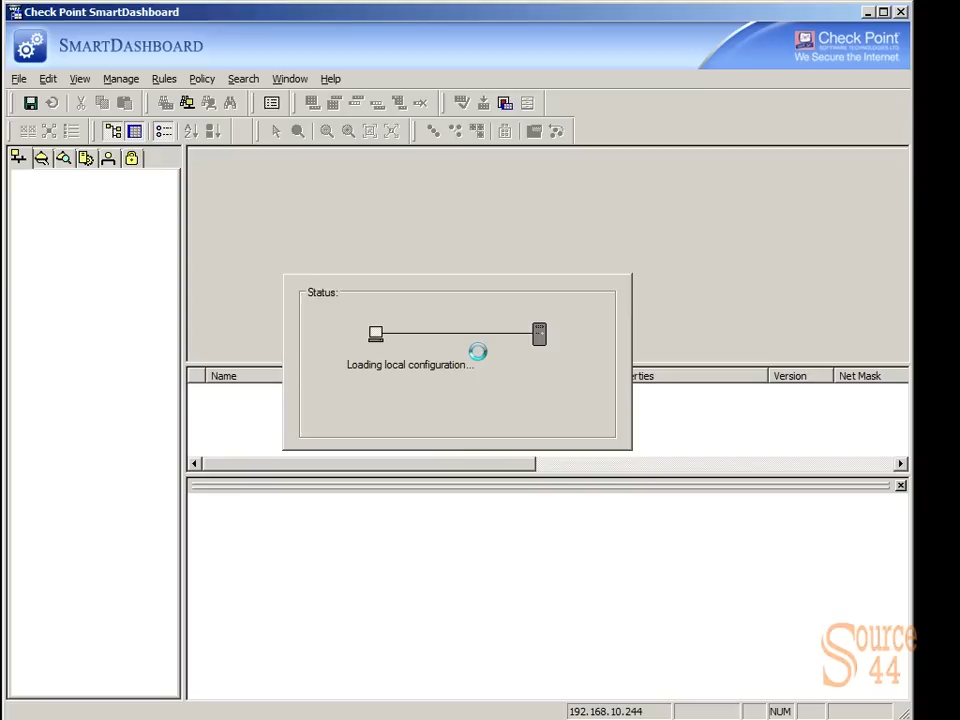 Check Point SmartDashboard
SMARTDASHBOARD
Check Point
SOFTWARE TECHNOLOGIES LTD.
We Secure the Internet.
File Edit View Manage Rules Policy Search Window Help
Status:
Loading local configuration...
Name erties Version Net Mask
192.168.10.244 NUM
Source
44